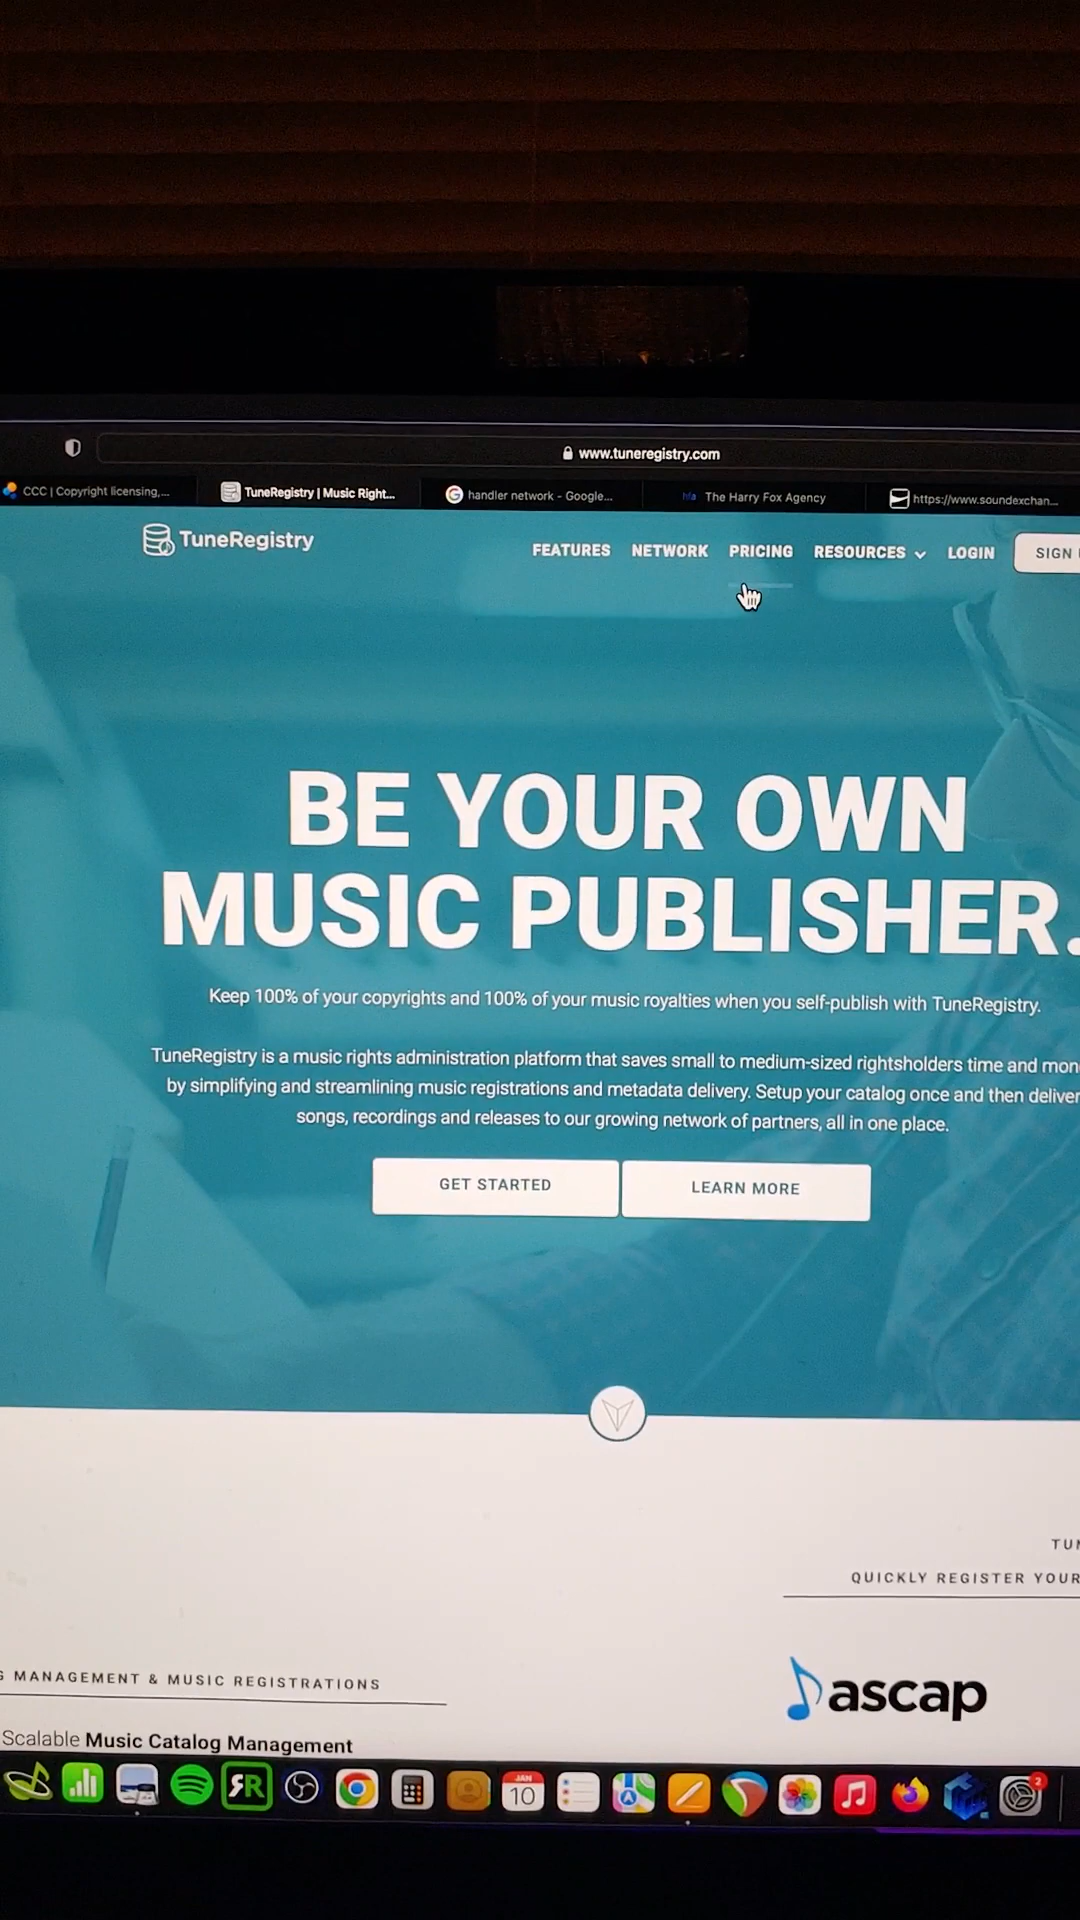 www.tuneregistry.com
CCC | Copyright licensing,...
TuneRegistry | Music Right...
handler network - Google...
hfa The Harry Fox Agency
https://www.soundexchan...
TuneRegistry
FEATURES NETWORK PRICING RESOURCES LOGIN SIGN
BE YOUR OWN
MUSIC PUBLISHER.
Keep 100% of your copyrights and 100% of your music royalties when you self-publish with TuneRegistry.
TuneRegistry is a music rights administration platform that saves small to medium-sized rightsholders time and mon
by simplifying and streamlining music registrations and metadata delivery. Setup your catalog once and then deliver
songs, recordings and releases to our growing network of partners, all in one place.
GET STARTED
LEARN MORE
TUN
QUICKLY REGISTER YOUR
G MANAGEMENT & MUSIC REGISTRATIONS
ascap
Scalable Music Catalog Management
JAN
10
2